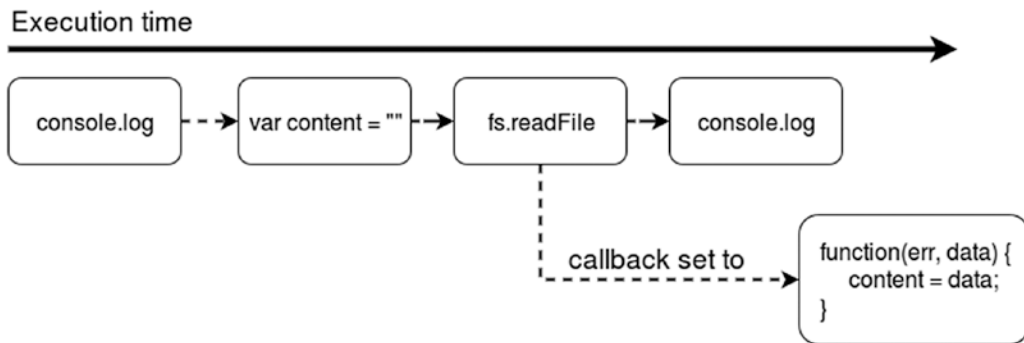 Execution time
console.log
var content = ""
fs.readFile
console.log
callback set to
function(err, data) {
content = data;
}